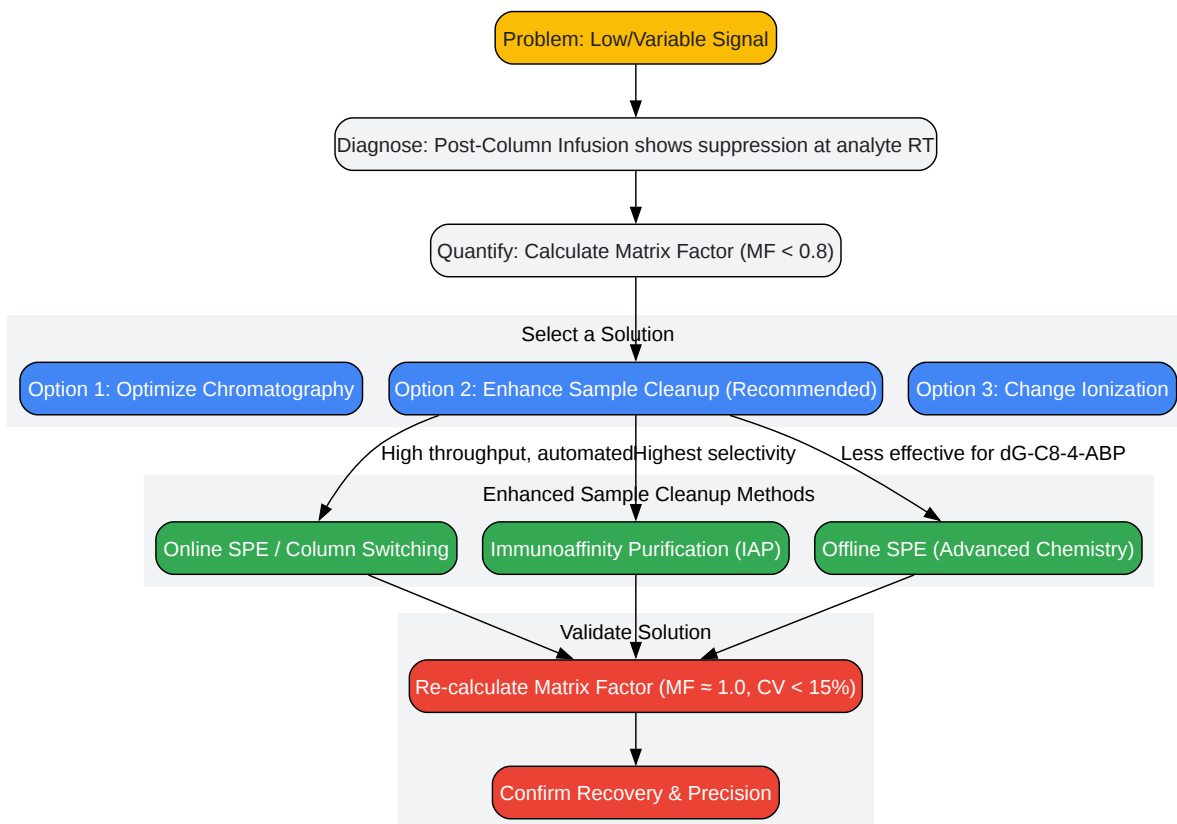 Problem: Low/Variable Signal
Diagnose: Post-Column Infusion shows suppression at analyte RT
Quantify: Calculate Matrix Factor (MF < 0.8)
Select a Solution
Option 1: Optimize Chromatography
Option 2: Enhance Sample Cleanup (Recommended)
Option 3: Change Ionization
High throughput, automated
Highest selectivity
Less effective for dG-C8-4-ABP
Enhanced Sample Cleanup Methods
Online SPE / Column Switching
Immunoaffinity Purification (IAP)
Offline SPE (Advanced Chemistry)
Validate Solution
Re-calculate Matrix Factor (MF ≈ 1.0, CV < 15%)
Confirm Recovery & Precision